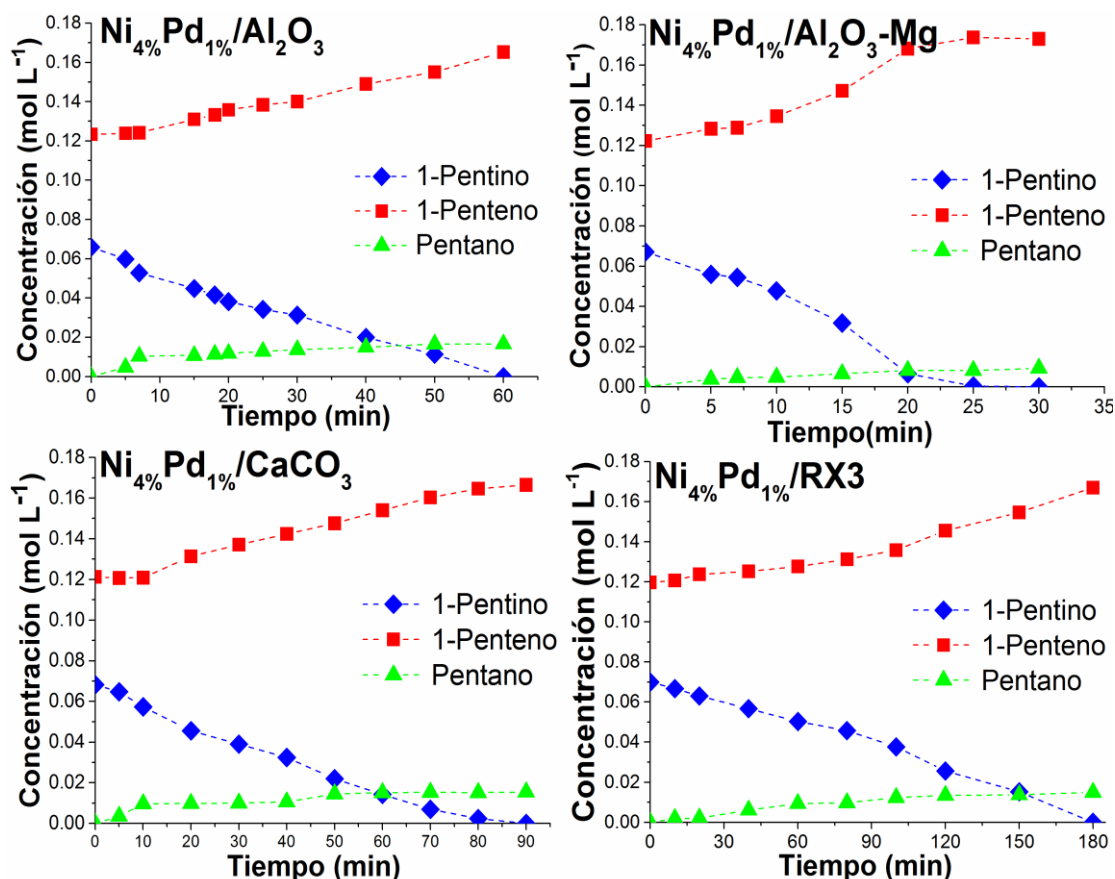 Ni4%Pd1%/Al2O3
Concentración (mol L−1)
0.18
0.16
0.14
0.12
0.10
0.08
0.06
0.04
0.02
0.00
1-Pentino
1-Penteno
Pentano
0 10 20 30 40 50 60
Tiempo (min)
Ni4%Pd1%/Al2O3-Mg
Concentración (mol L−1)
0.18
0.16
0.14
0.12
0.10
0.08
0.06
0.04
0.02
0.00
1-Pentino
1-Penteno
Pentano
0 5 10 15 20 25 30 35
Tiempo(min)
Ni4%Pd1%/CaCO3
Concentración (mol L−1)
0.18
0.16
0.14
0.12
0.10
0.08
0.06
0.04
0.02
0.00
1-Pentino
1-Penteno
Pentano
0 10 20 30 40 50 60 70 80 90
Tiempo (min)
Ni4%Pd1%/RX3
Concentración (mol L−1)
0.18
0.16
0.14
0.12
0.10
0.08
0.06
0.04
0.02
0.00
1-Pentino
1-Penteno
Pentano
0 30 60 90 120 150 180
Tiempo (min)